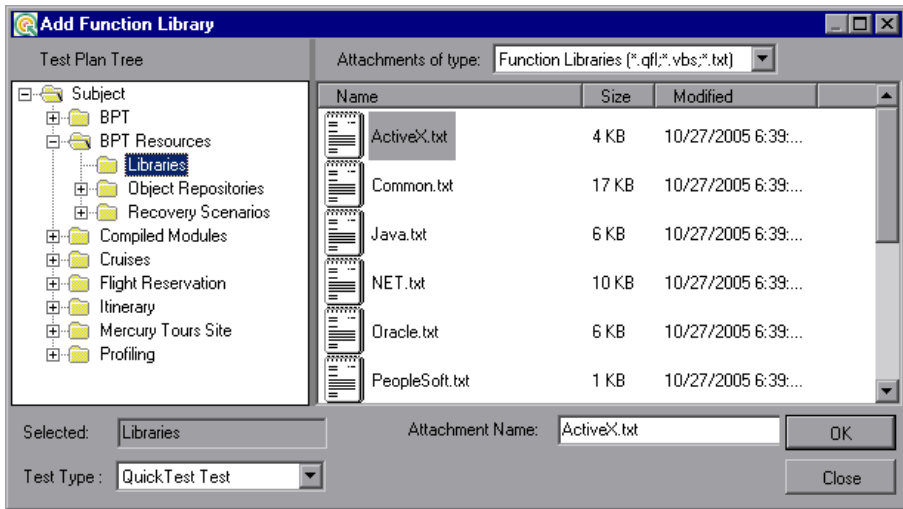 Add Function Library
Test Plan Tree
Attachments of type: Function Libraries (*.qfl;*.vbs;*.txt)
Subject
BPT
BPT Resources
Libraries
Object Repositories
Recovery Scenarios
Compiled Modules
Cruises
Flight Reservation
Itinerary
Mercury Tours Site
Profiling
Name Size Modified
ActiveX.txt 4 KB 10/27/2005 6:39:...
Common.txt 17 KB 10/27/2005 6:39:...
Java.txt 6 KB 10/27/2005 6:39:...
NET.txt 10 KB 10/27/2005 6:39:...
Oracle.txt 6 KB 10/27/2005 6:39:...
PeopleSoft.txt 1 KB 10/27/2005 6:39:...
Selected: Libraries
Attachment Name: ActiveX.txt
OK
Test Type : QuickTest Test
Close